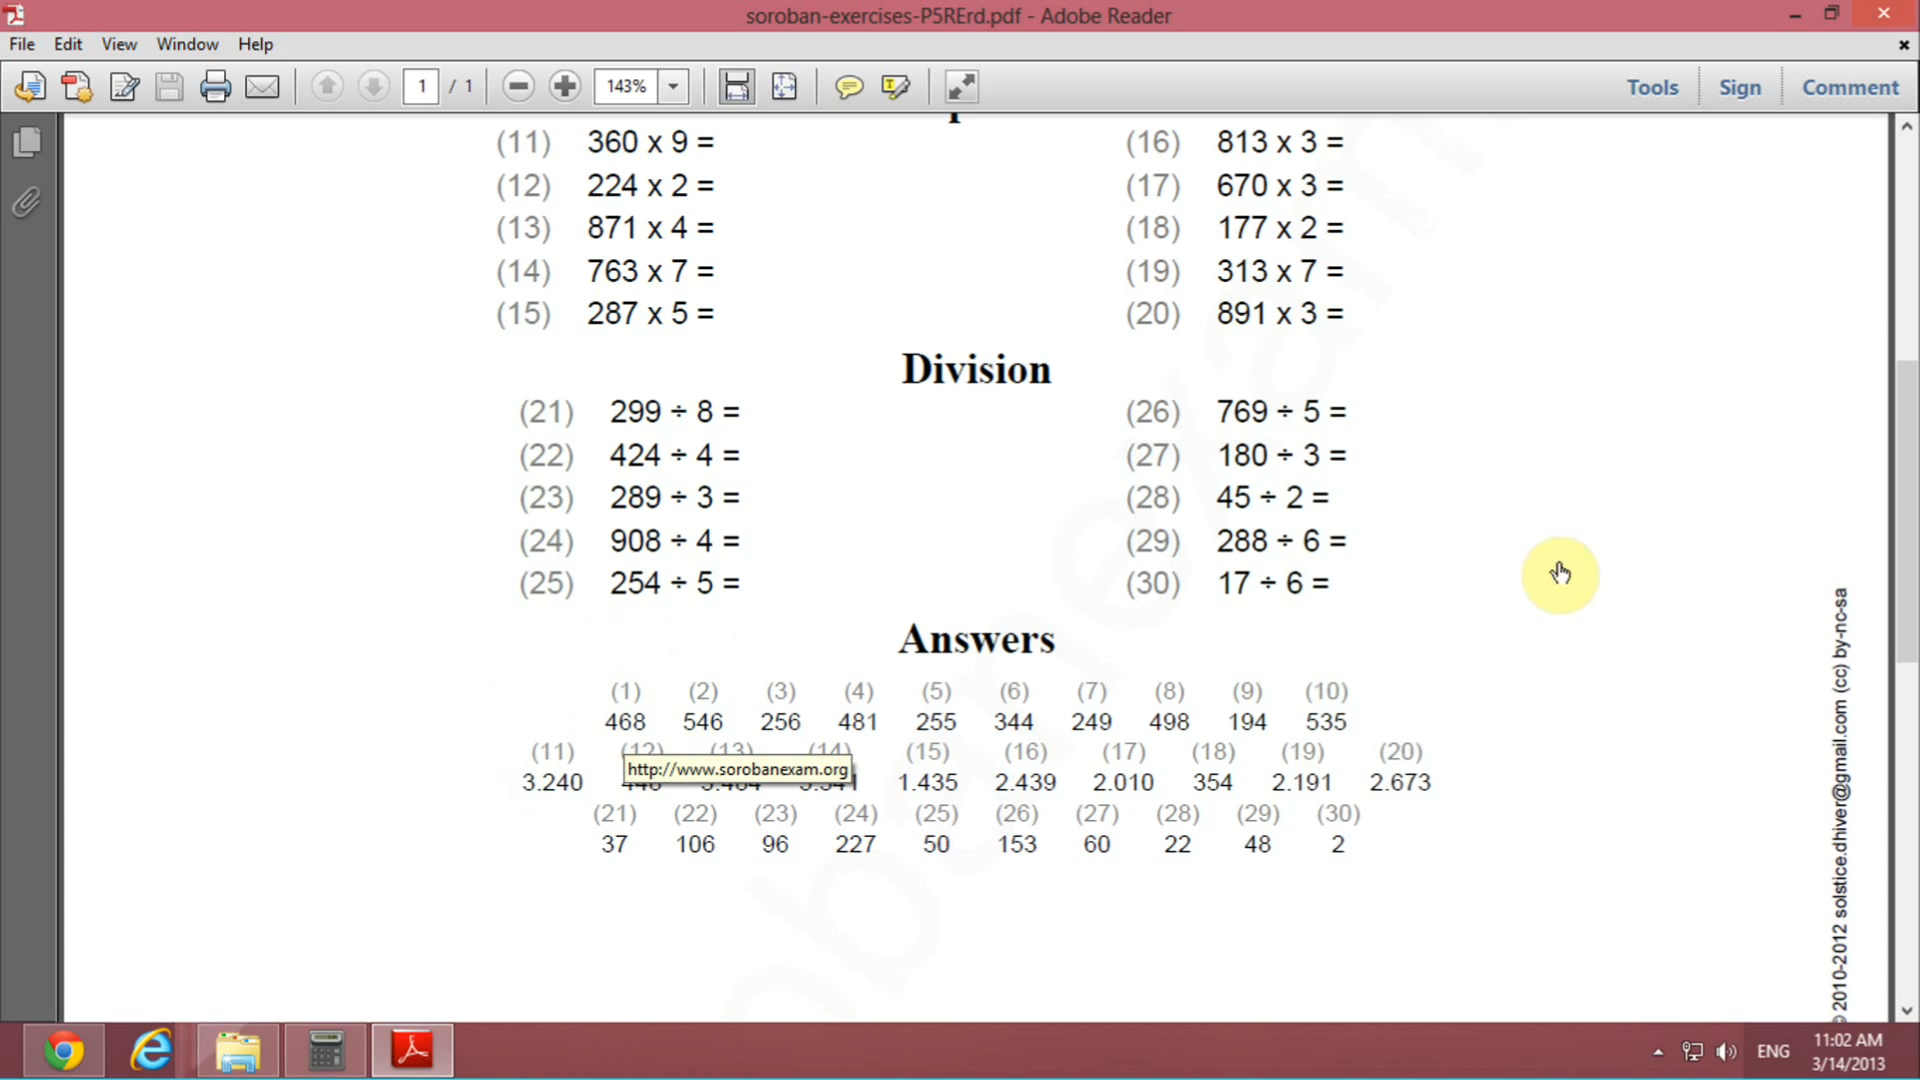 soroban-exercises-P5RErd.pdf - Adobe Reader
File Edit View Window Help
1 / 1 143% Tools Sign Comment
(11) 360 x 9 = (16) 813 x 3 =
(12) 224 x 2 = (17) 670 x 3 =
(13) 871 x 4 = (18) 177 x 2 =
(14) 763 x 7 = (19) 313 x 7 =
(15) 287 x 5 = (20) 891 x 3 =
Division
(21) 299 ÷ 8 = (26) 769 ÷ 5 =
(22) 424 ÷ 4 = (27) 180 ÷ 3 =
(23) 289 ÷ 3 = (28) 45 ÷ 2 =
(24) 908 ÷ 4 = (29) 288 ÷ 6 =
(25) 254 ÷ 5 = (30) 17 ÷ 6 =
Answers
(1) (2) (3) (4) (5) (6) (7) (8) (9) (10)
468 546 256 481 255 344 249 498 194 535
(11) (12) (13) (14) (15) (16) (17) (18) (19) (20)
http://www.sorobanexam.org
3.240 1.435 2.439 2.010 354 2.191 2.673
(21) (22) (23) (24) (25) (26) (27) (28) (29) (30)
37 106 96 227 50 153 60 22 48 2
© 2010-2012 solstice.dhiver@gmail.com (cc) by-nc-sa
ENG 11:02 AM
3/14/2013